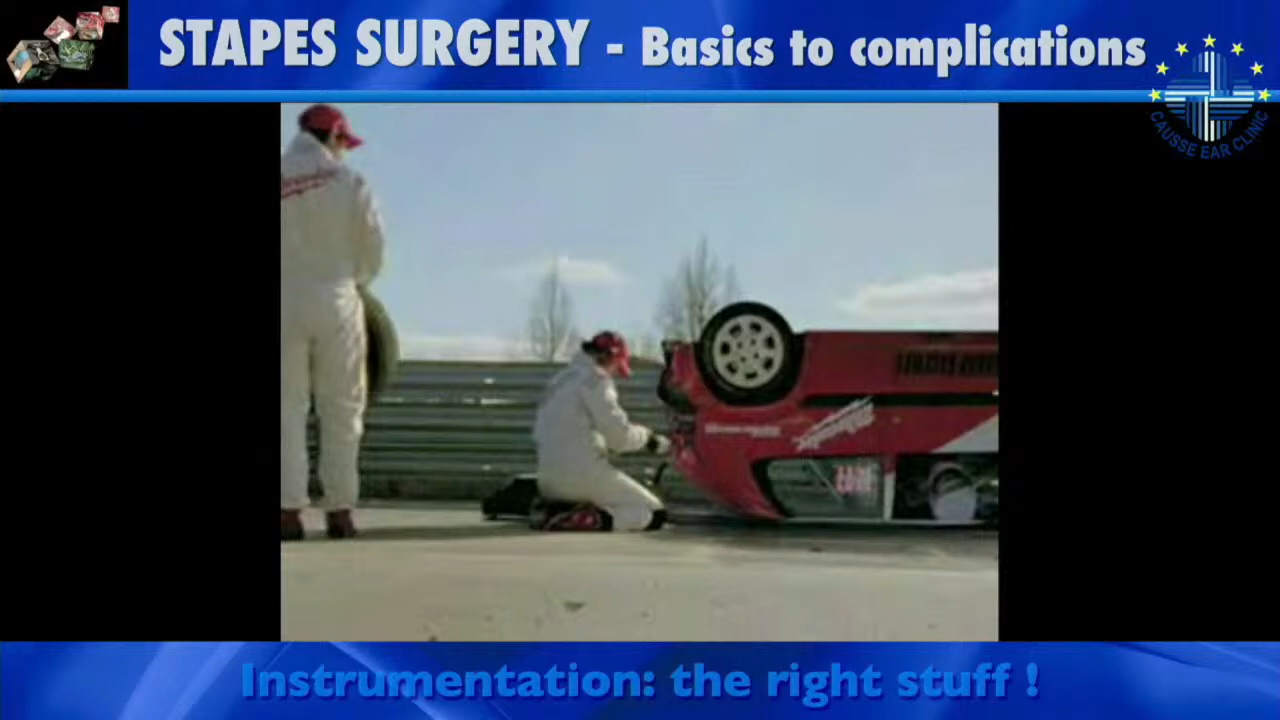 STAPES SURGERY - Basics to complications
CAUSSE EAR CLINIC
Instrumentation: the right stuff !